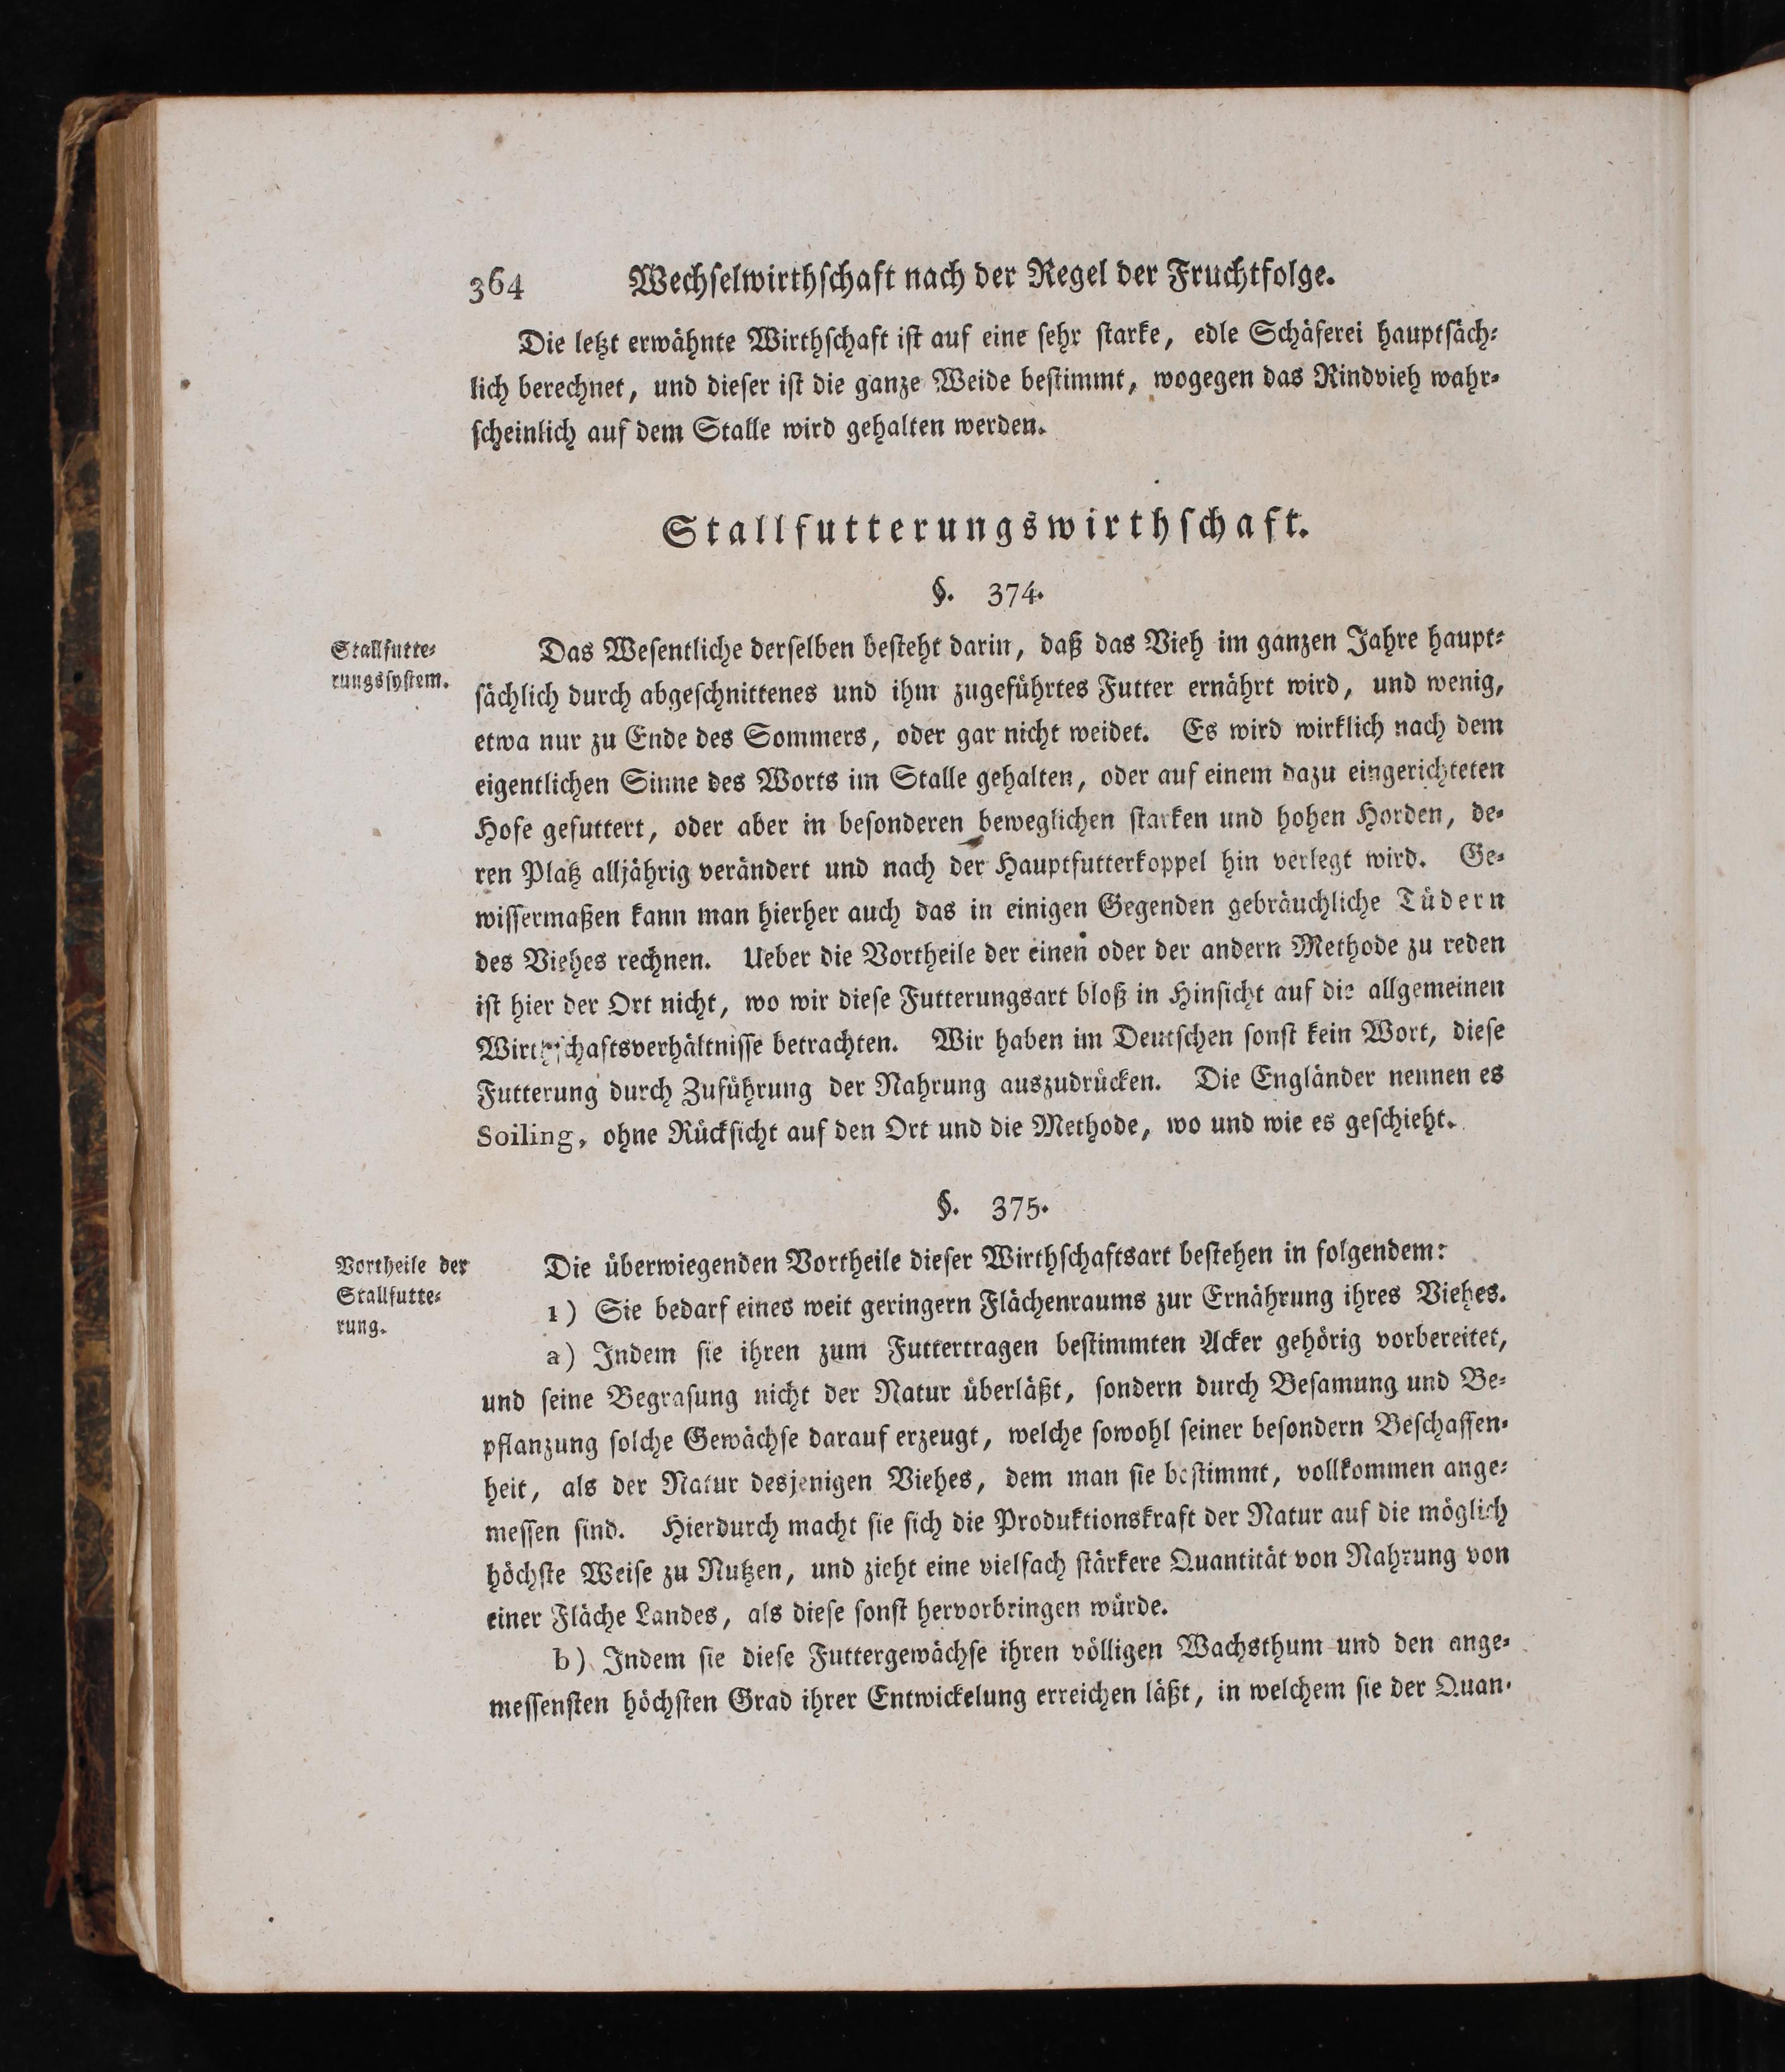 364 Wechſelwirthſchaft nach der Regel der Fruchtfolge.
Die letzt erwähnte Wirthſchaft iſt auf eine ſehr ſtarke, edle Schäferei hauptſäch⸗
lich berechnet, und dieſer iſt die ganze Weide beſtimmt, wogegen das Rindvieh wahr⸗
ſcheinlich auf dem Stalle wird gehalten werden.
Stallfutterungswirthſchaft.
§. 374.
Stallfutte⸗
rungsſyſtem.
Das Weſentliche derſelben beſteht darin, daß das Vieh im ganzen Jahre haupt⸗
ſächlich durch abgeſchnittenes und ihm zugeführtes Futter ernährt wird, und wenig,
etwa nur zu Ende des Sommers, oder gar nicht weidet. Es wird wirklich nach dem
eigentlichen Sinne des Worts im Stalle gehalten, oder auf einem dazu eingerichteten
Hofe gefuttert, oder aber in beſonderen beweglichen ſtarken und hohen Horden, de⸗
ren Platz alljährig verändert und nach der Hauptfutterkoppel hin verlegt wird. Ge⸗
wiſſermaßen kann man hierher auch das in einigen Gegenden gebräuchliche Tüdern
des Viehes rechnen. Ueber die Vortheile der einen oder der andern Methode zu reden
iſt hier der Ort nicht, wo wir dieſe Futterungsart bloß in Hinſicht auf die allgemeinen
Wirthſchaftsverhältniſſe betrachten. Wir haben im Deutſchen ſonſt kein Wort, dieſe
Futterung durch Zuführung der Nahrung auszudrücken. Die Engländer nennen es
Soiling, ohne Rückſicht auf den Ort und die Methode, wo und wie es geſchieht.
§. 375.
Vortheile der
Stallfutte⸗
rung.
Die überwiegenden Vortheile dieſer Wirthſchaftsart beſtehen in folgendem:
1) Sie bedarf eines weit geringern Flächenraums zur Ernährung ihres Viehes.
a) Indem ſie ihren zum Futtertragen beſtimmten Acker gehörig vorbereitet,
und ſeine Begraſung nicht der Natur überläßt, ſondern durch Beſamung und Be⸗
pflanzung ſolche Gewächſe darauf erzeugt, welche ſowohl ſeiner beſondern Beſchaffen⸗
heit, als der Natur desjenigen Viehes, dem man ſie beſtimmt, vollkommen ange⸗
meſſen ſind. Hierdurch macht ſie ſich die Produktionskraft der Natur auf die möglich
höchſte Weiſe zu Nutzen, und zieht eine vielfach ſtärkere Quantität von Nahrung von
einer Fläche Landes, als dieſe ſonſt hervorbringen würde.
b) Indem ſie dieſe Futtergewächſe ihren völligen Wachsthum und den ange⸗
meſſenſten höchſten Grad ihrer Entwickelung erreichen läßt, in welchem ſie der Quan⸗